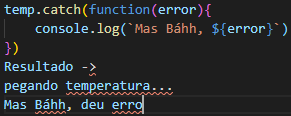 temp.catch(function(error){
    console.log(`Mas Báhh, ${error}`)
})
Resultado ->
pegando temperatura...
Mas Báhh, deu erro